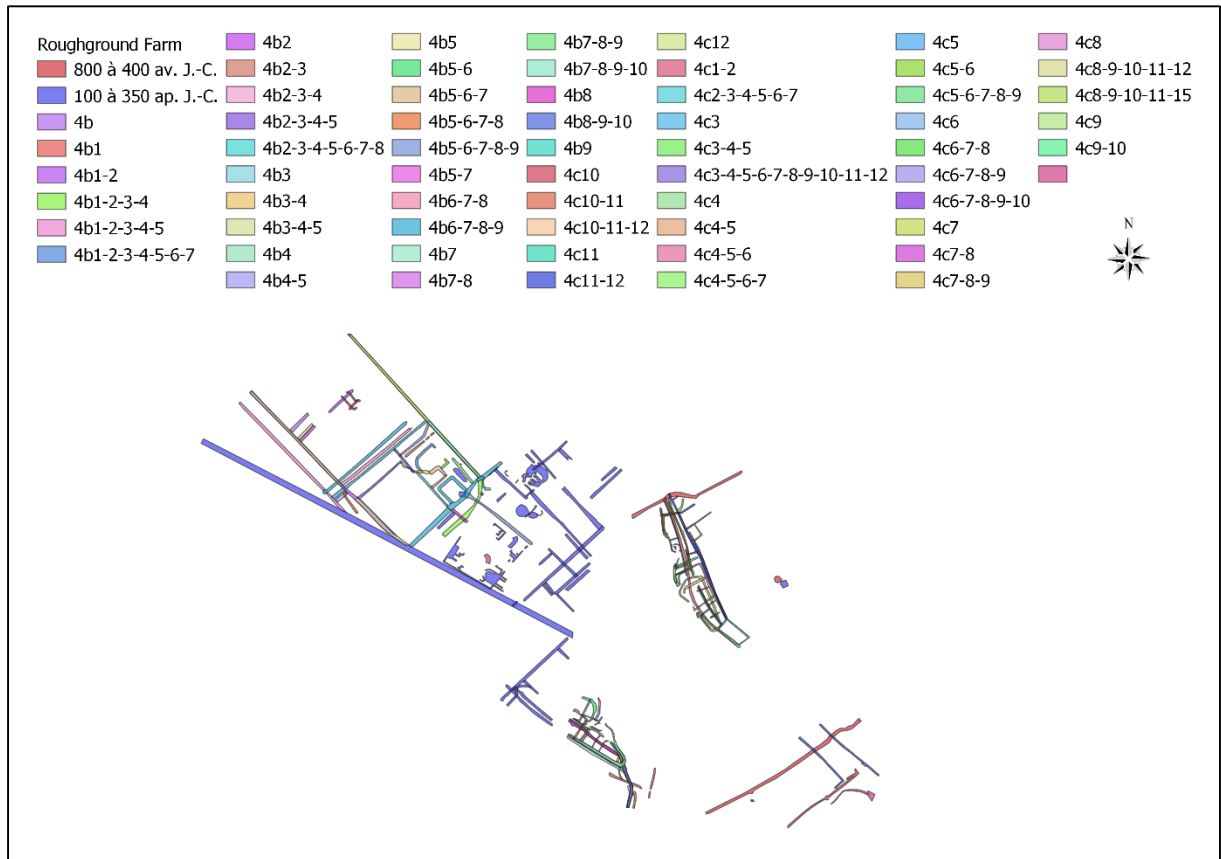 Roughground Farm
800 à 400 av. J.-C.
100 à 350 ap. J.-C.
4b
4b1
4b1-2
4b1-2-3-4
4b1-2-3-4-5
4b1-2-3-4-5-6-7
4b2
4b2-3
4b2-3-4
4b2-3-4-5
4b2-3-4-5-6-7-8
4b3
4b3-4
4b3-4-5
4b4
4b4-5
4b5
4b5-6
4b5-6-7
4b5-6-7-8
4b5-6-7-8-9
4b5-7
4b6-7-8
4b6-7-8-9
4b7
4b7-8
4b7-8-9
4b7-8-9-10
4b8
4b8-9-10
4b9
4c10
4c10-11
4c10-11-12
4c11
4c11-12
4c12
4c1-2
4c2-3-4-5-6-7
4c3
4c3-4-5
4c3-4-5-6-7-8-9-10-11-12
4c4
4c4-5
4c4-5-6
4c4-5-6-7
4c5
4c5-6
4c5-6-7-8-9
4c6
4c6-7-8
4c6-7-8-9
4c6-7-8-9-10
4c7
4c7-8
4c7-8-9
4c8
4c8-9-10-11-12
4c8-9-10-11-15
4c9
4c9-10
N